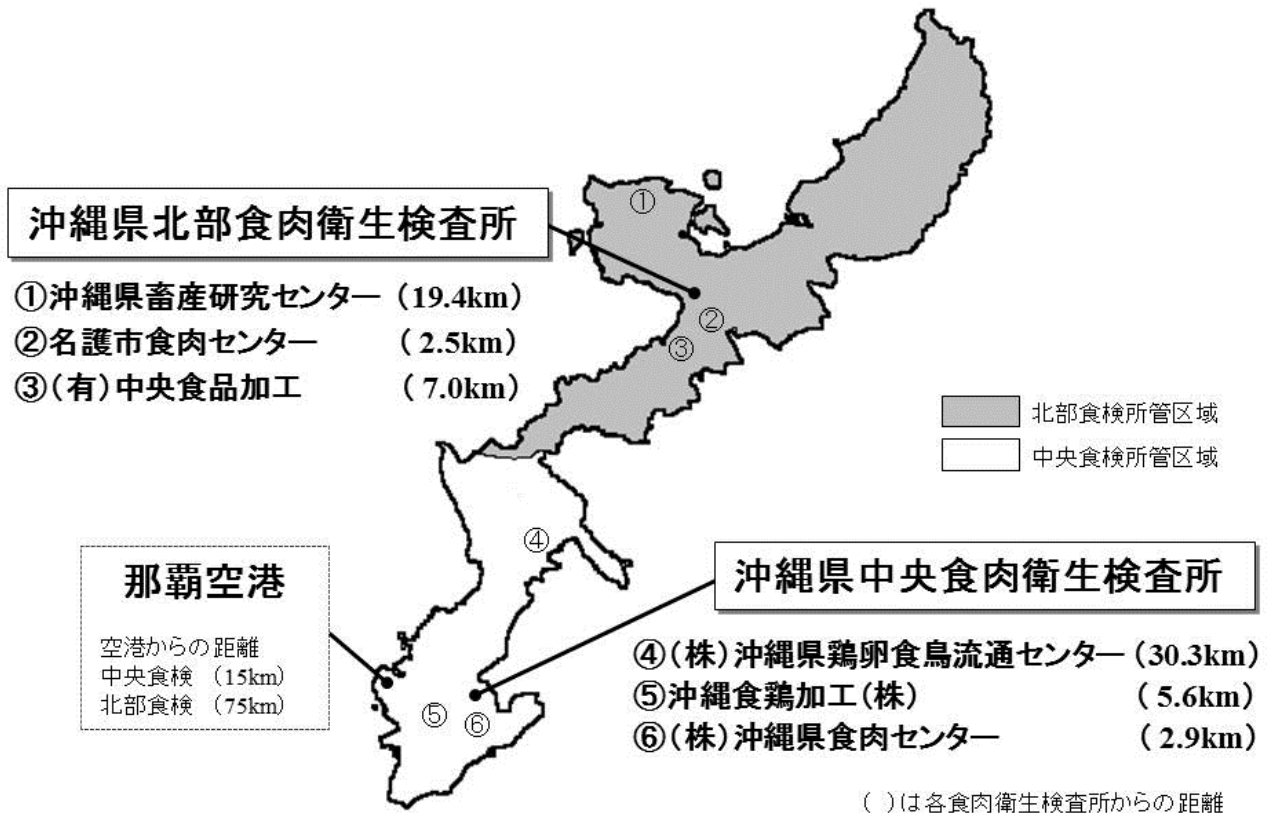 沖縄県北部食肉衛生検査所
①沖縄県畜産研究センター (19.4km)
②名護市食肉センター ( 2.5km)
③(有)中央食品加工 ( 7.0km)
①
②
③
北部食検所管区域
中央食検所管区域
④
那覇空港
空港からの距離
中央食検 (15km)
北部食検 (75km)
沖縄県中央食肉衛生検査所
④(株)沖縄県鶏卵食鳥流通センター (30.3km)
⑤沖縄食鶏加工(株) ( 5.6km)
⑥(株)沖縄県食肉センター ( 2.9km)
⑤
⑥
( )は各食肉衛生検査所からの距離